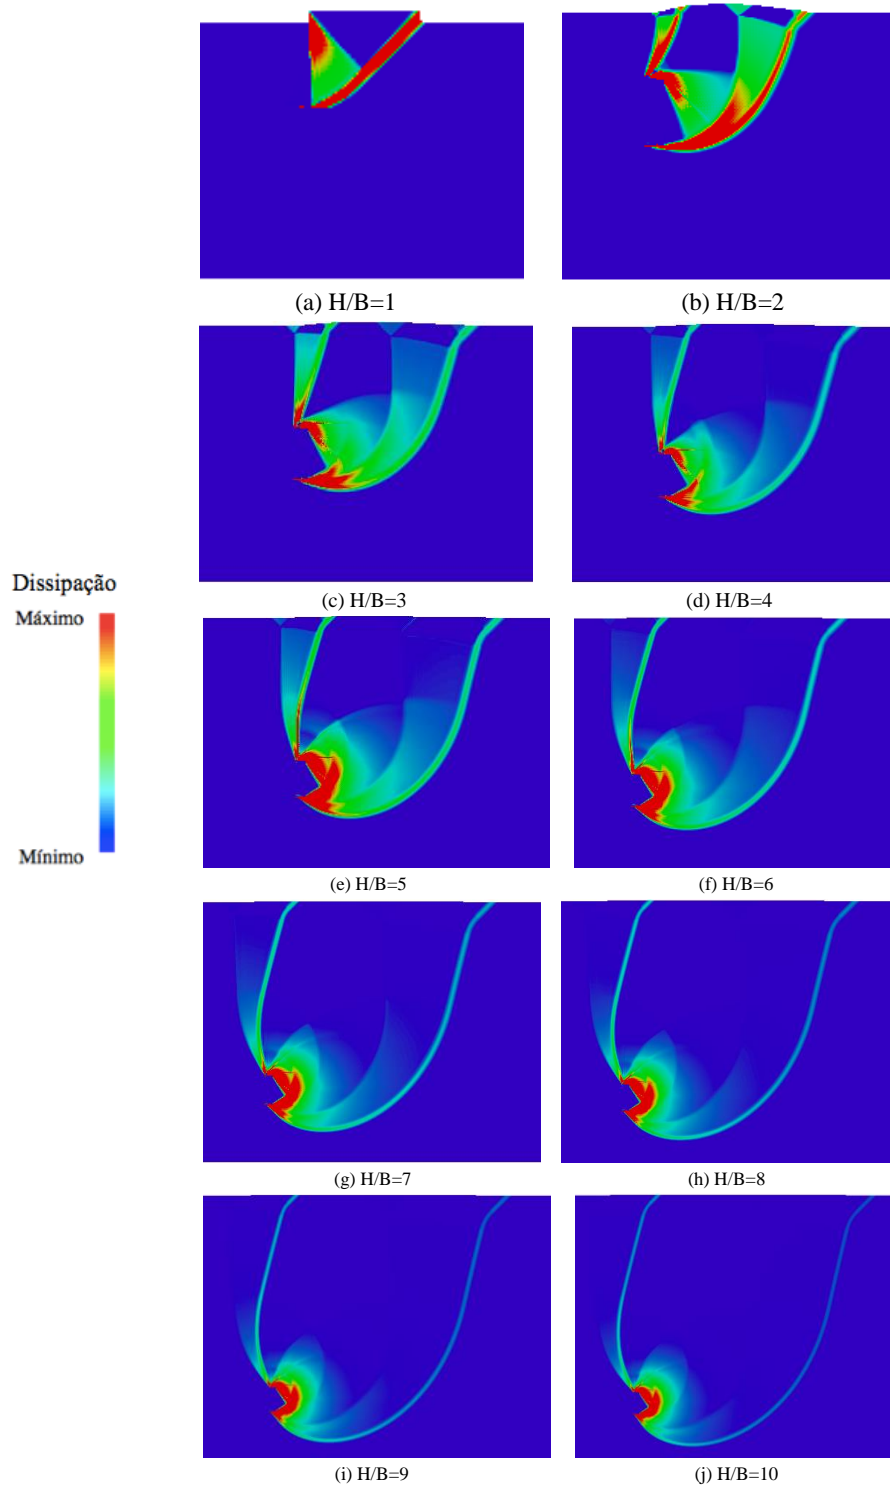 (a) H/B=1
(b) H/B=2
(c) H/B=3
(d) H/B=4
Dissipação
Máximo
Mínimo
(e) H/B=5
(f) H/B=6
(g) H/B=7
(h) H/B=8
(i) H/B=9
(j) H/B=10